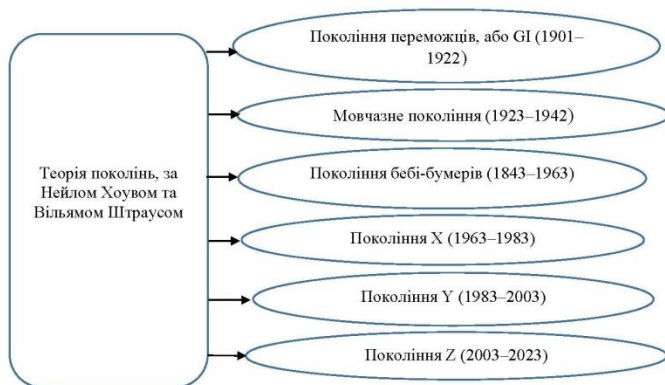 Теорія поколінь, за
Нейлом Хоувом та
Вільямом Штраусом
Покоління переможців, або GI (1901–
1922)
Мовчазне покоління (1923–1942)
Покоління бебі-бумерів (1843–1963)
Покоління X (1963–1983)
Покоління Y (1983–2003)
Покоління Z (2003–2023)